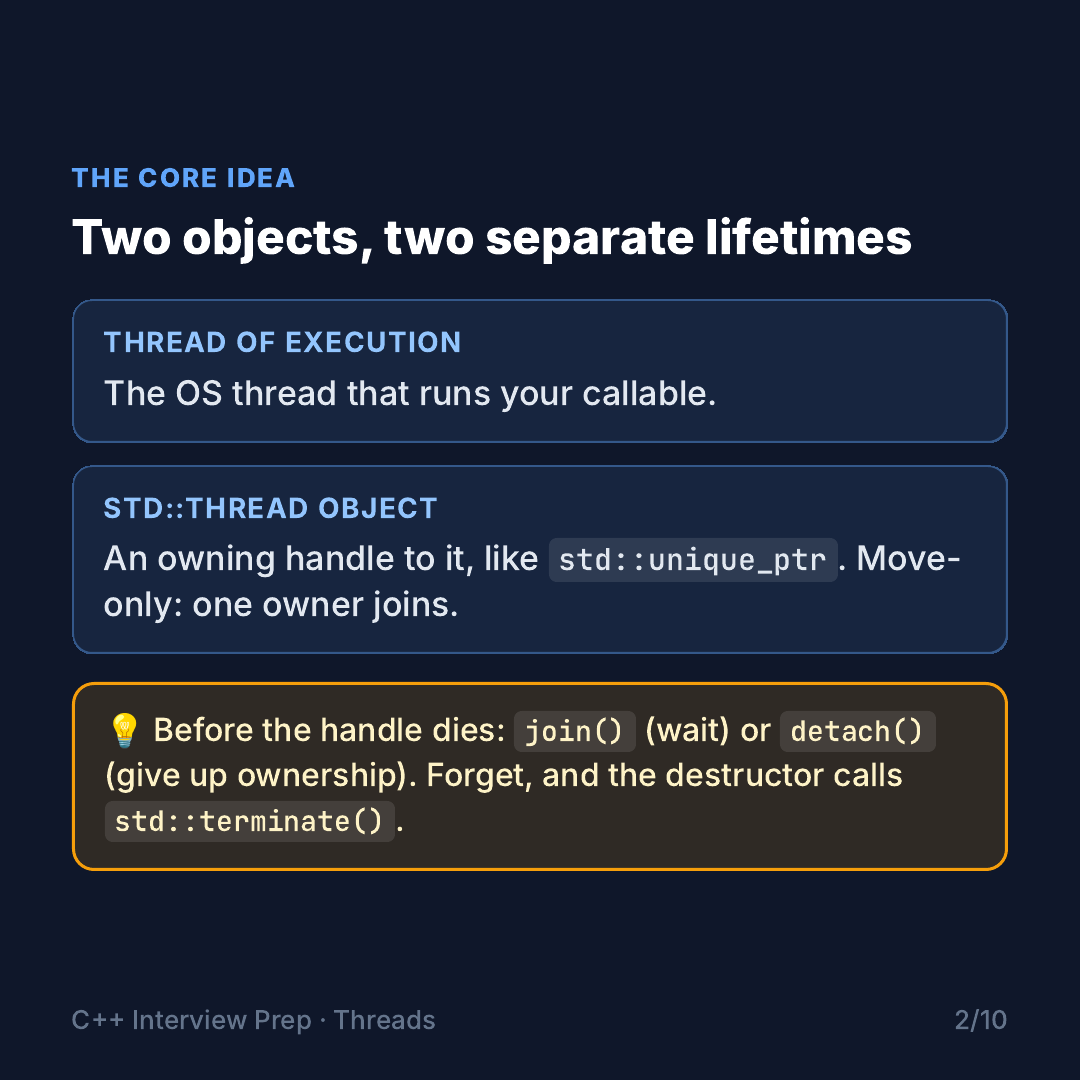 THE CORE IDEA
Two objects, two separate lifetimes
THREAD OF EXECUTION
The OS thread that runs your callable.
STD::THREAD OBJECT
An owning handle to it, like std::unique_ptr. Move-
only: one owner joins.
💡 Before the handle dies: join() (wait) or detach()
(give up ownership). Forget, and the destructor calls
std::terminate().
C++ Interview Prep · Threads
2/10